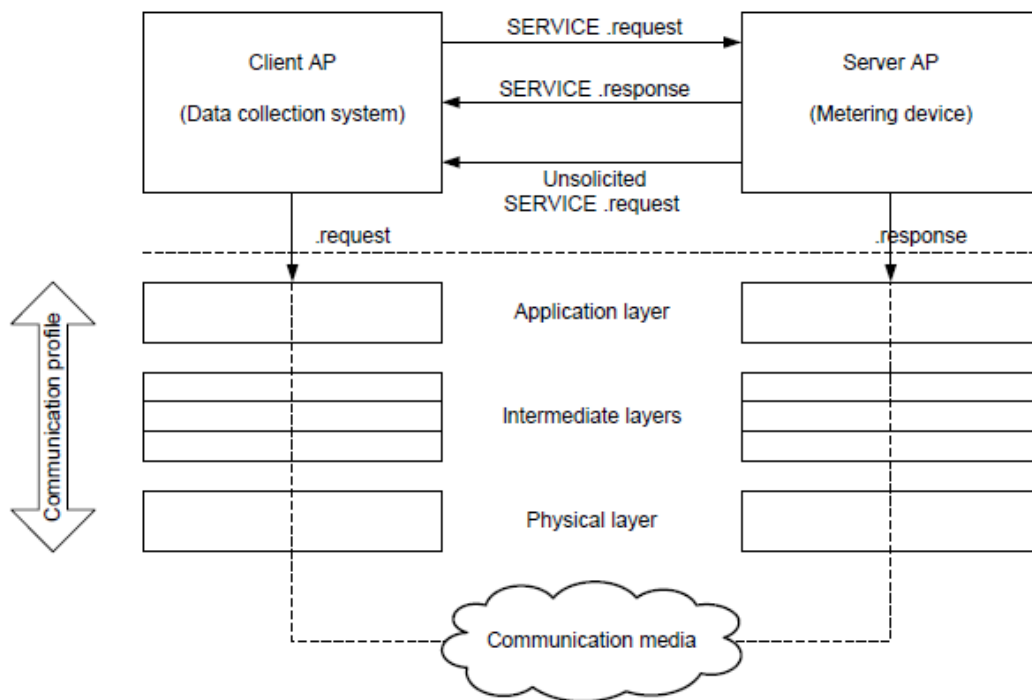 SERVICE .request
Client AP
Server AP
SERVICE .response
(Data collection system)
(Metering device)
Unsolicited
SERVICE .request
.request
.response
Application layer
Communication profile
Intermediate layers
Physical layer
Communication media